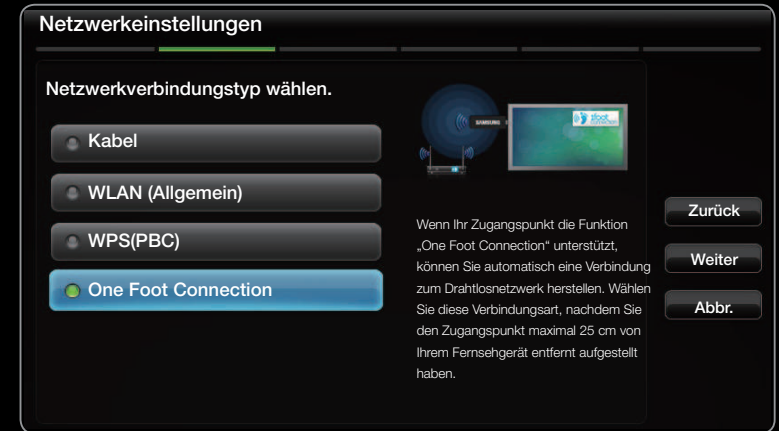 Netzwerkeinstellungen
Netzwerkverbindungstyp wählen.
Kabel
WLAN (Allgemein)
WPS(PBC)
One Foot Connection
SAMSUNG
Wenn Ihr Zugangspunkt die Funktion
„One Foot Connection“ unterstützt,
können Sie automatisch eine Verbindung
zum Drahtlosnetzwerk herstellen. Wählen
Sie diese Verbindungsart, nachdem Sie
den Zugangspunkt maximal 25 cm von
Ihrem Fernsehgerät entfernt aufgestellt
haben.
Zurück
Weiter
Abbr.